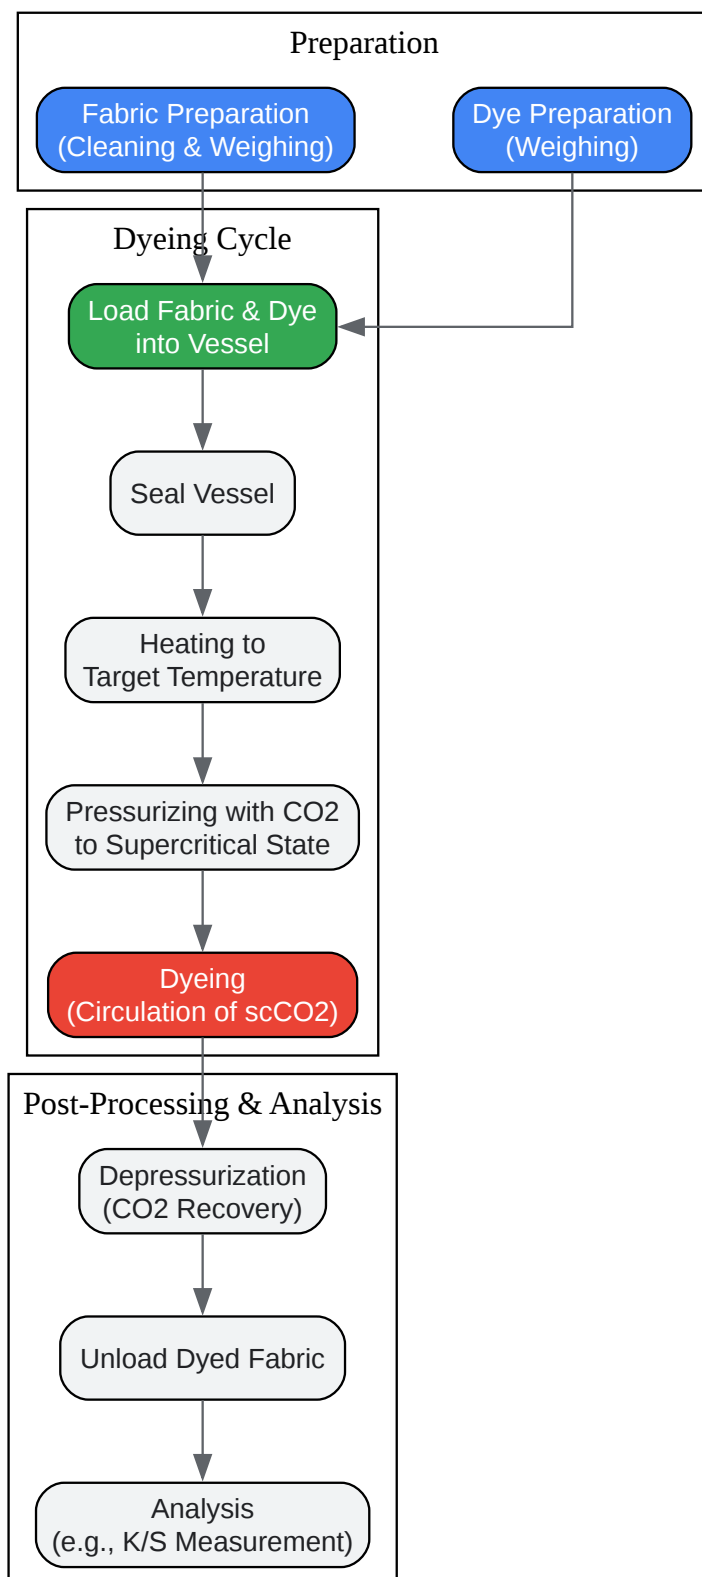 Preparation
Fabric Preparation
(Cleaning & Weighing)
Dye Preparation
(Weighing)
Dyeing Cycle
Load Fabric & Dye
into Vessel
Seal Vessel
Heating to
Target Temperature
Pressurizing with CO2
to Supercritical State
Dyeing
(Circulation of scCO2)
Post-Processing & Analysis
Depressurization
(CO2 Recovery)
Unload Dyed Fabric
Analysis
(e.g., K/S Measurement)